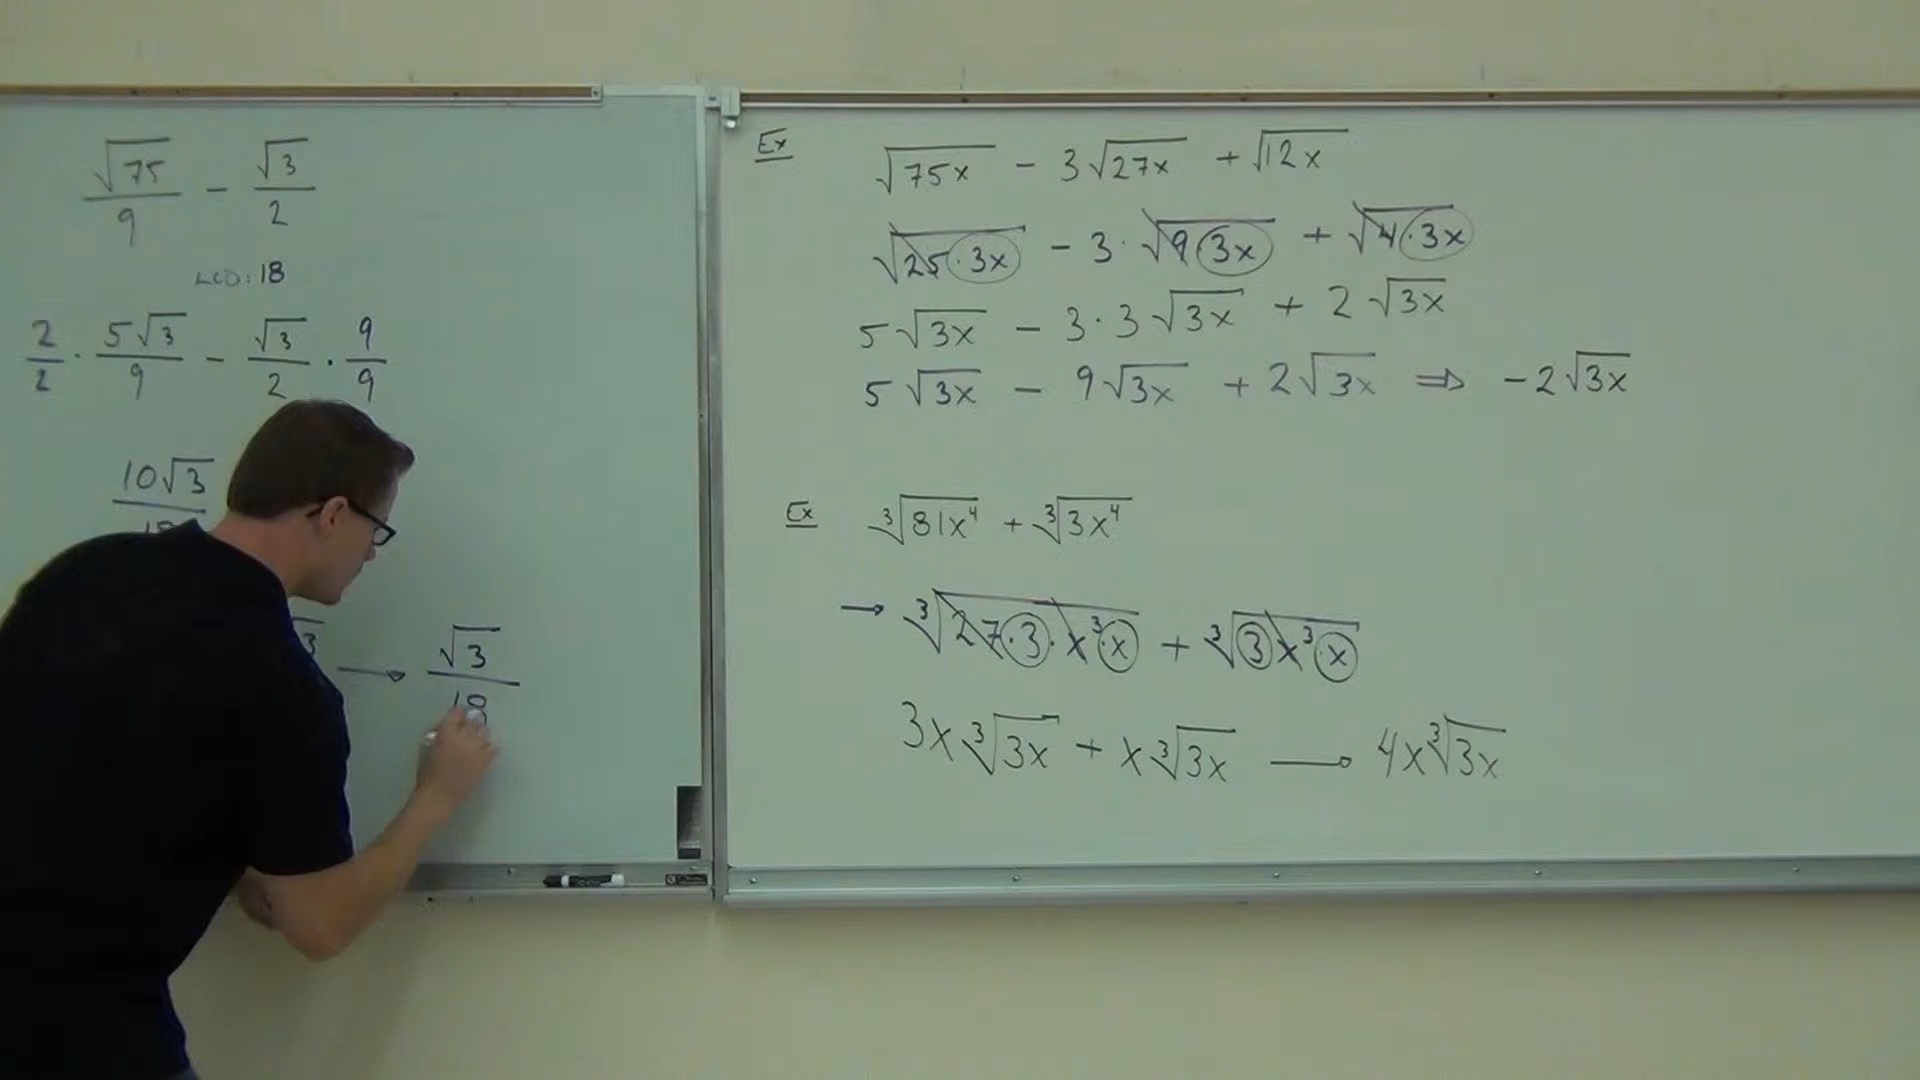 √75/9 - √3/2
LCD: 18
2/2 · 5√3/9 - √3/2 · 9/9
10√3
18
√3/18
Ex √75x - 3√27x + √12x
√25·3x - 3·√9·3x + √4·3x
5√3x - 3·3√3x + 2√3x
5√3x - 9√3x + 2√3x ⇒ -2√3x
Ex ∛81x⁴ + ∛3x⁴
→ ∛27·3·x³·x + ∛3x³·x
3x∛3x + x∛3x → 4x∛3x